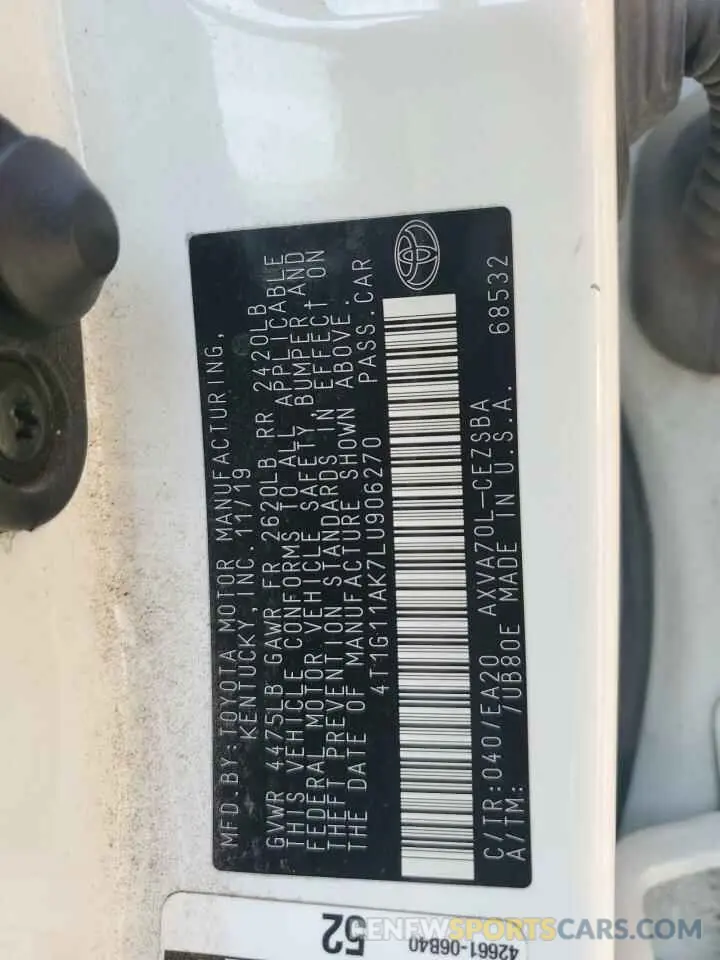 MFD.BY:TOYOTA MOTOR MANUFACTURING,
KENTUCKY, INC. 11/19
GVWR 4475LB GAWR FR 2620LB RR 2420LB
THIS VEHICLE CONFORMS TO ALL APPLICABLE
FEDERAL MOTOR VEHICLE SAFETY, BUMPER, AND
THEFT PREVENTION STANDARDS IN EFFECT ON
THE DATE OF MANUFACTURE SHOWN ABOVE.
4T1G11AK7LU906270 PASS.CAR
C/TR:040/EA20 AXVA70L-CEZSBA 68532
A/TM: /UB80E MADE IN U.S.A.
52
42661-06B40
RENEWSPORTSCARS.COM